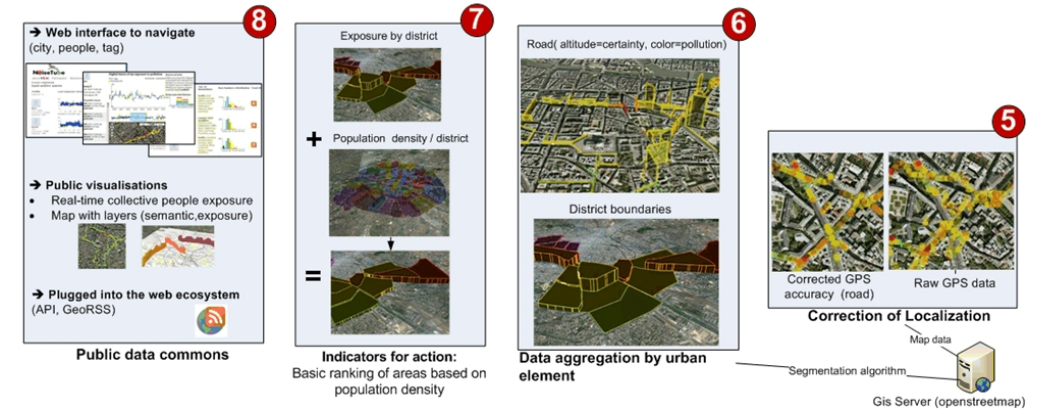 8
➔ Web interface to navigate
(city, people, tag)
NoiseTube
➔ Public visualisations
• Real-time collective people exposure
• Map with layers (semantic,exposure)
➔ Plugged into the web ecosystem
(API, GeoRSS)
Public data commons
7
Exposure by district
+
Population density / district
=
Indicators for action:
Basic ranking of areas based on
population density
6
Road( altitude=certainty, color=pollution)
District boundaries
Data aggregation by urban
element
5
Corrected GPS
accuracy (road)
Raw GPS data
Correction of Localization
Map data
Segmentation algorithm
Gis Server (openstreetmap)